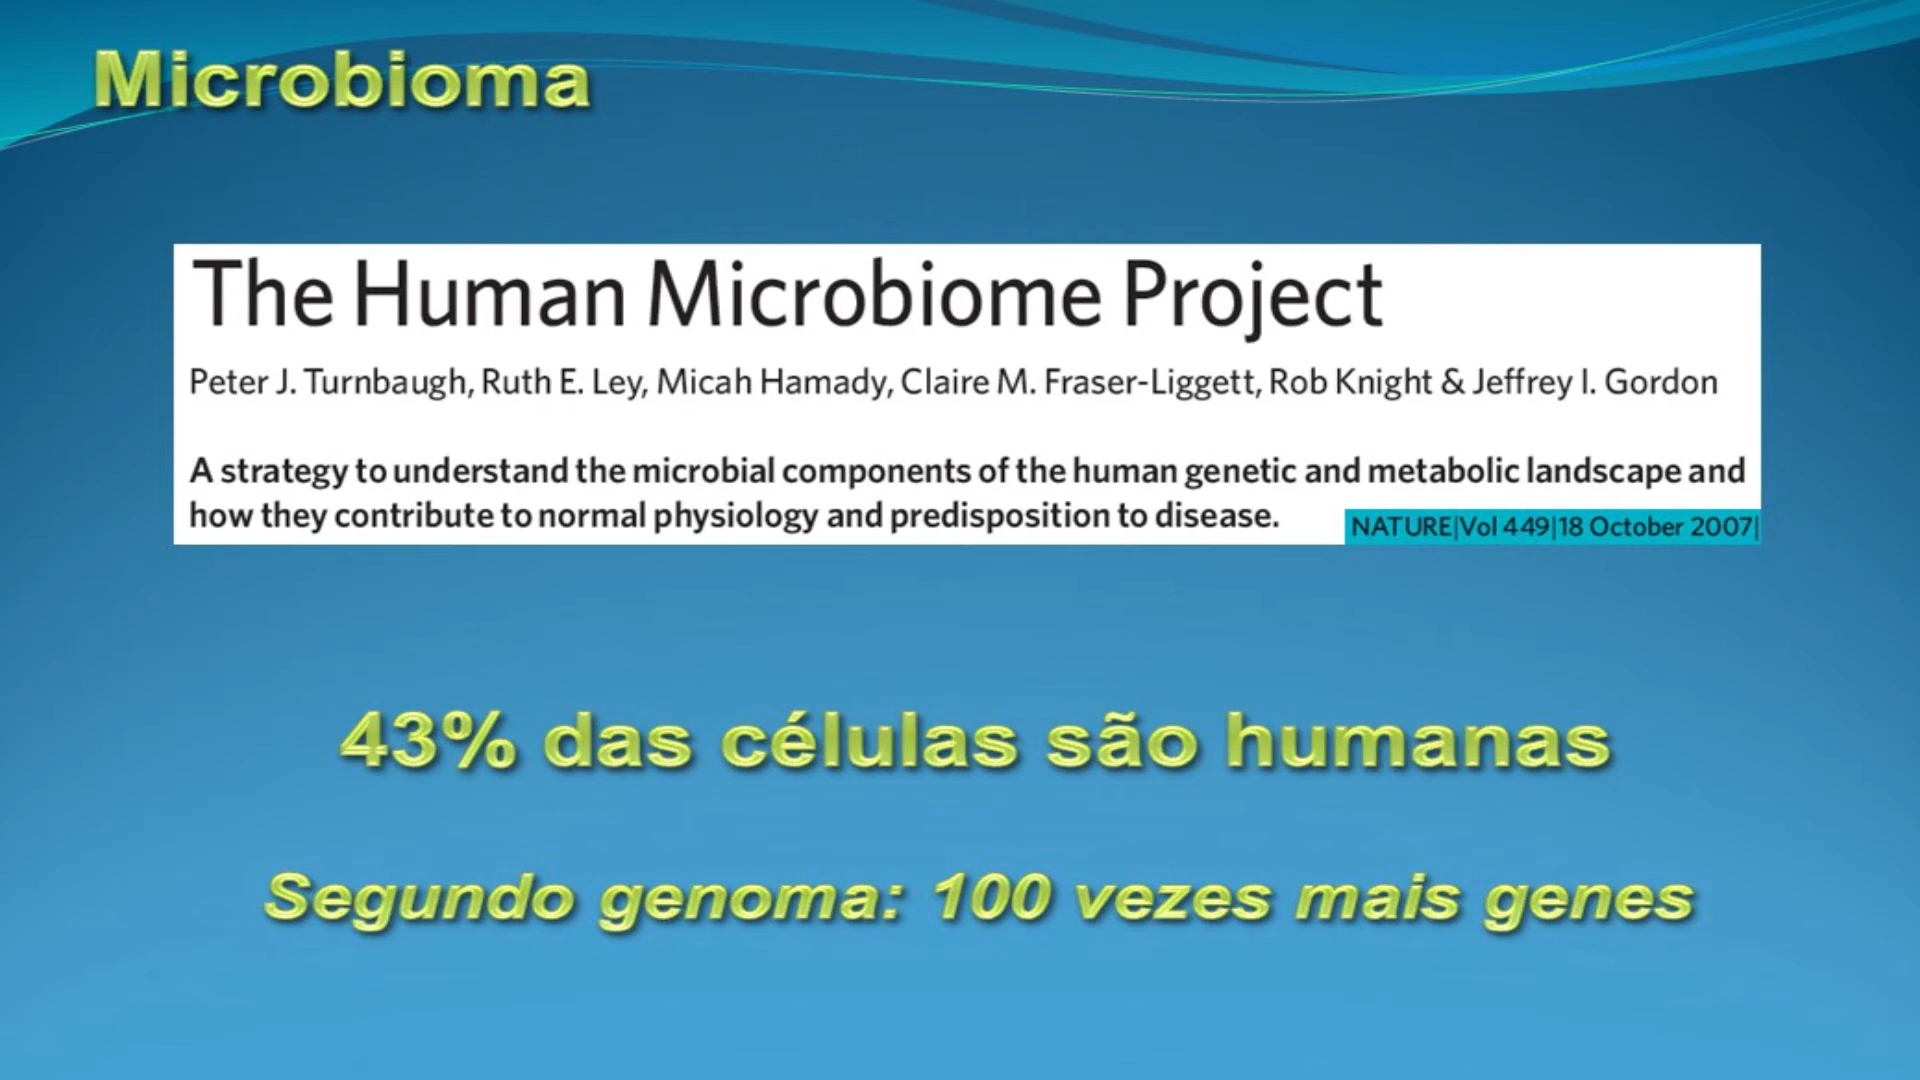 Microbioma
The Human Microbiome Project
Peter J. Turnbaugh, Ruth E. Ley, Micah Hamady, Claire M. Fraser-Liggett, Rob Knight & Jeffrey I. Gordon
A strategy to understand the microbial components of the human genetic and metabolic landscape and
how they contribute to normal physiology and predisposition to disease.
NATURE|Vol 449|18 October 2007|
43% das células são humanas
Segundo genoma: 100 vezes mais genes